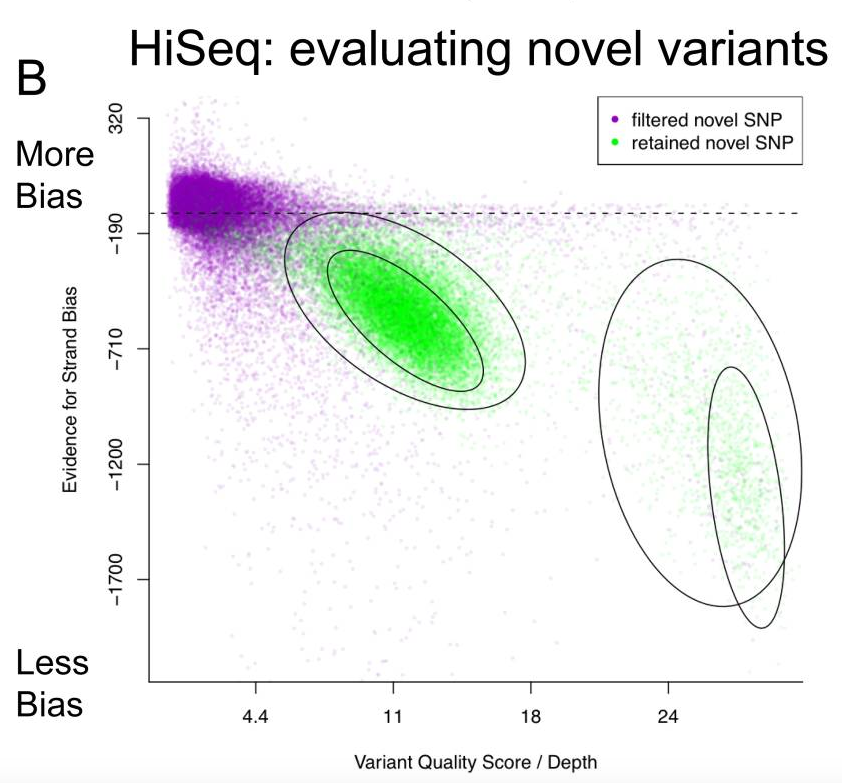 HiSeq: evaluating novel variants
B
More
Bias
Less
Bias
Evidence for Strand Bias
320
−190
−710
−1200
−1700
filtered novel SNP
retained novel SNP
4.4
11
18
24
Variant Quality Score / Depth